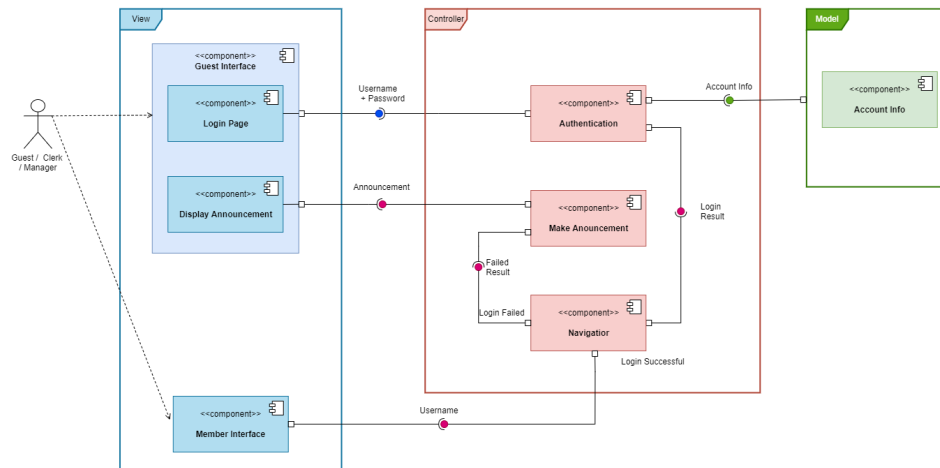 View
Controller
Model
<<component>>
Guest Interface
<<component>>
Login Page
Username
+ Password
<<component>>
Authentication
Account Info
<<component>>
Account Info
Guest / Clerk
/ Manager
<<component>>
Display Announcement
Announcement
<<component>>
Make Anouncement
Login
Result
Failed
Result
Login Failed
<<component>>
Navigatior
Login Successful
<<component>>
Member Interface
Username